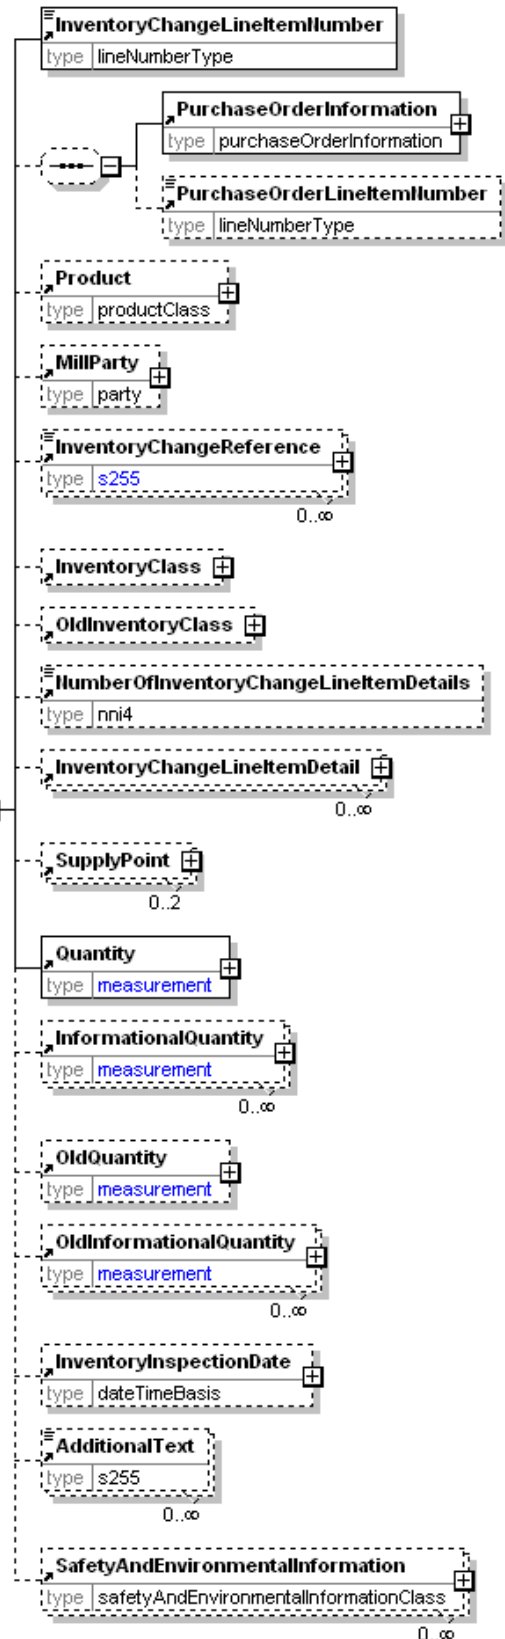 InventoryChangeLineItemNumber
type lineNumberType
PurchaseOrderInformation
type purchaseOrderInformation
PurchaseOrderLineItemNumber
type lineNumberType
Product
type productClass
MillParty
type party
InventoryChangeReference
type s255
0..∞
InventoryClass
OldInventoryClass
NumberOfInventoryChangeLineItemDetails
type nni4
InventoryChangeLineItemDetail
0..∞
SupplyPoint
0..2
Quantity
type measurement
InformationalQuantity
type measurement
0..∞
OldQuantity
type measurement
OldInformationalQuantity
type measurement
0..∞
InventoryInspectionDate
type dateTimeBasis
AdditionalText
type s255
0..∞
SafetyAndEnvironmentalInformation
type safetyAndEnvironmentalInformationClass
0..∞